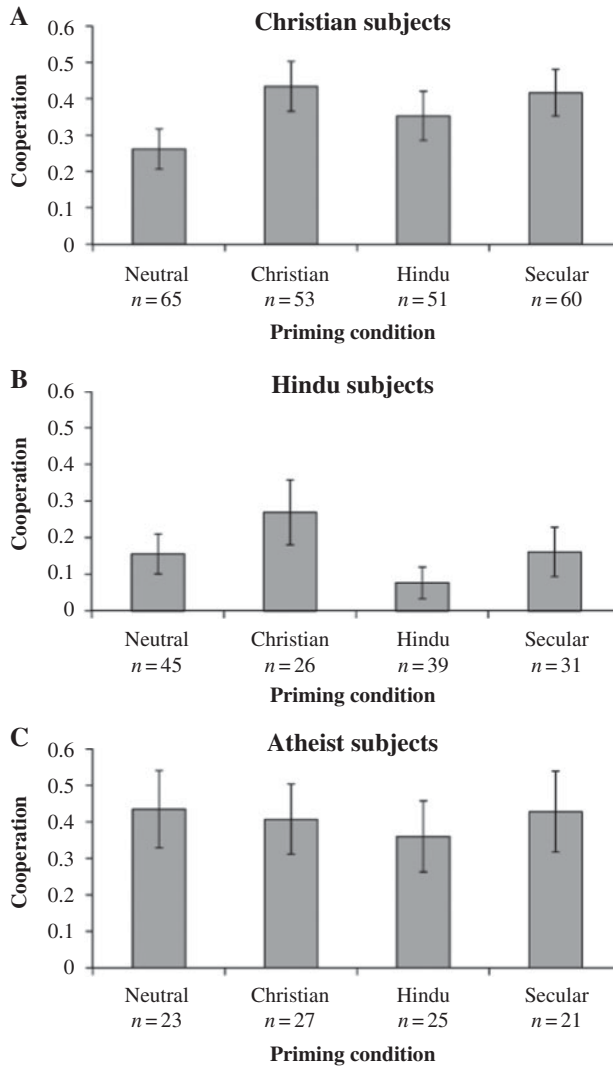 A
Christian subjects
Cooperation
0.6
0.5
0.4
0.3
0.2
0.1
0
Neutral Christian Hindu Secular
n=65 n=53 n=51 n=60
Priming condition
B
Hindu subjects
Cooperation
0.6
0.5
0.4
0.3
0.2
0.1
0
Neutral Christian Hindu Secular
n=45 n=26 n=39 n=31
Priming condition
C
Atheist subjects
Cooperation
0.6
0.5
0.4
0.3
0.2
0.1
0
Neutral Christian Hindu Secular
n=23 n=27 n=25 n=21
Priming condition